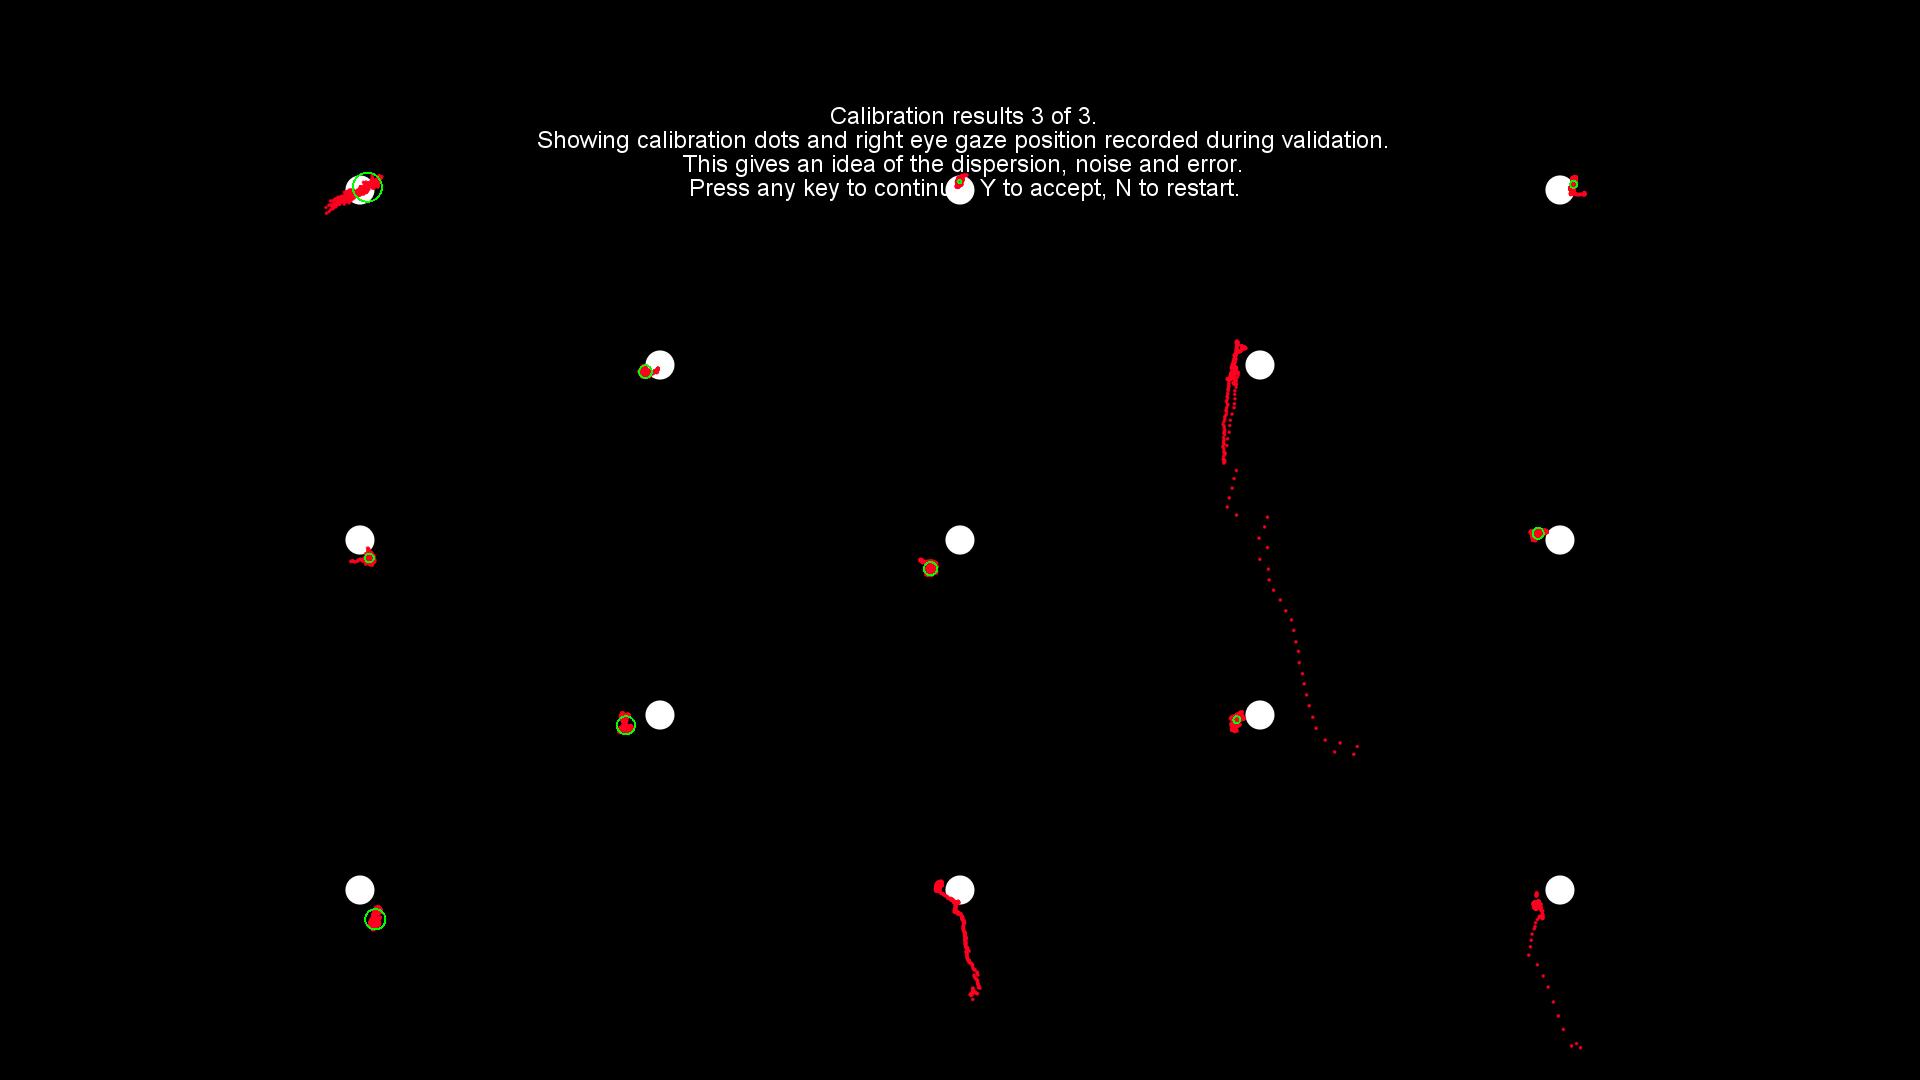 Calibration results 3 of 3.
Showing calibration dots and right eye gaze position recorded during validation.
This gives an idea of the dispersion, noise and error.
Press any key to continu Y to accept, N to restart.